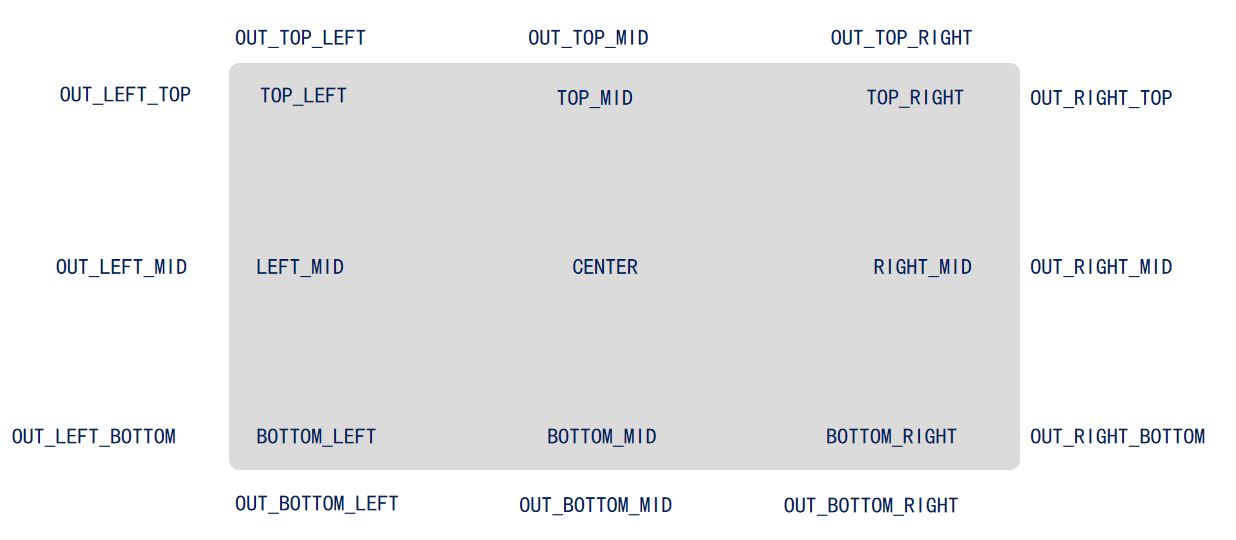 OUT_TOP_LEFT OUT_TOP_MID OUT_TOP_RIGHT
OUT_LEFT_TOP TOP_LEFT TOP_MID TOP_RIGHT OUT_RIGHT_TOP
OUT_LEFT_MID LEFT_MID CENTER RIGHT_MID OUT_RIGHT_MID
OUT_LEFT_BOTTOM BOTTOM_LEFT BOTTOM_MID BOTTOM_RIGHT OUT_RIGHT_BOTTOM
OUT_BOTTOM_LEFT OUT_BOTTOM_MID OUT_BOTTOM_RIGHT